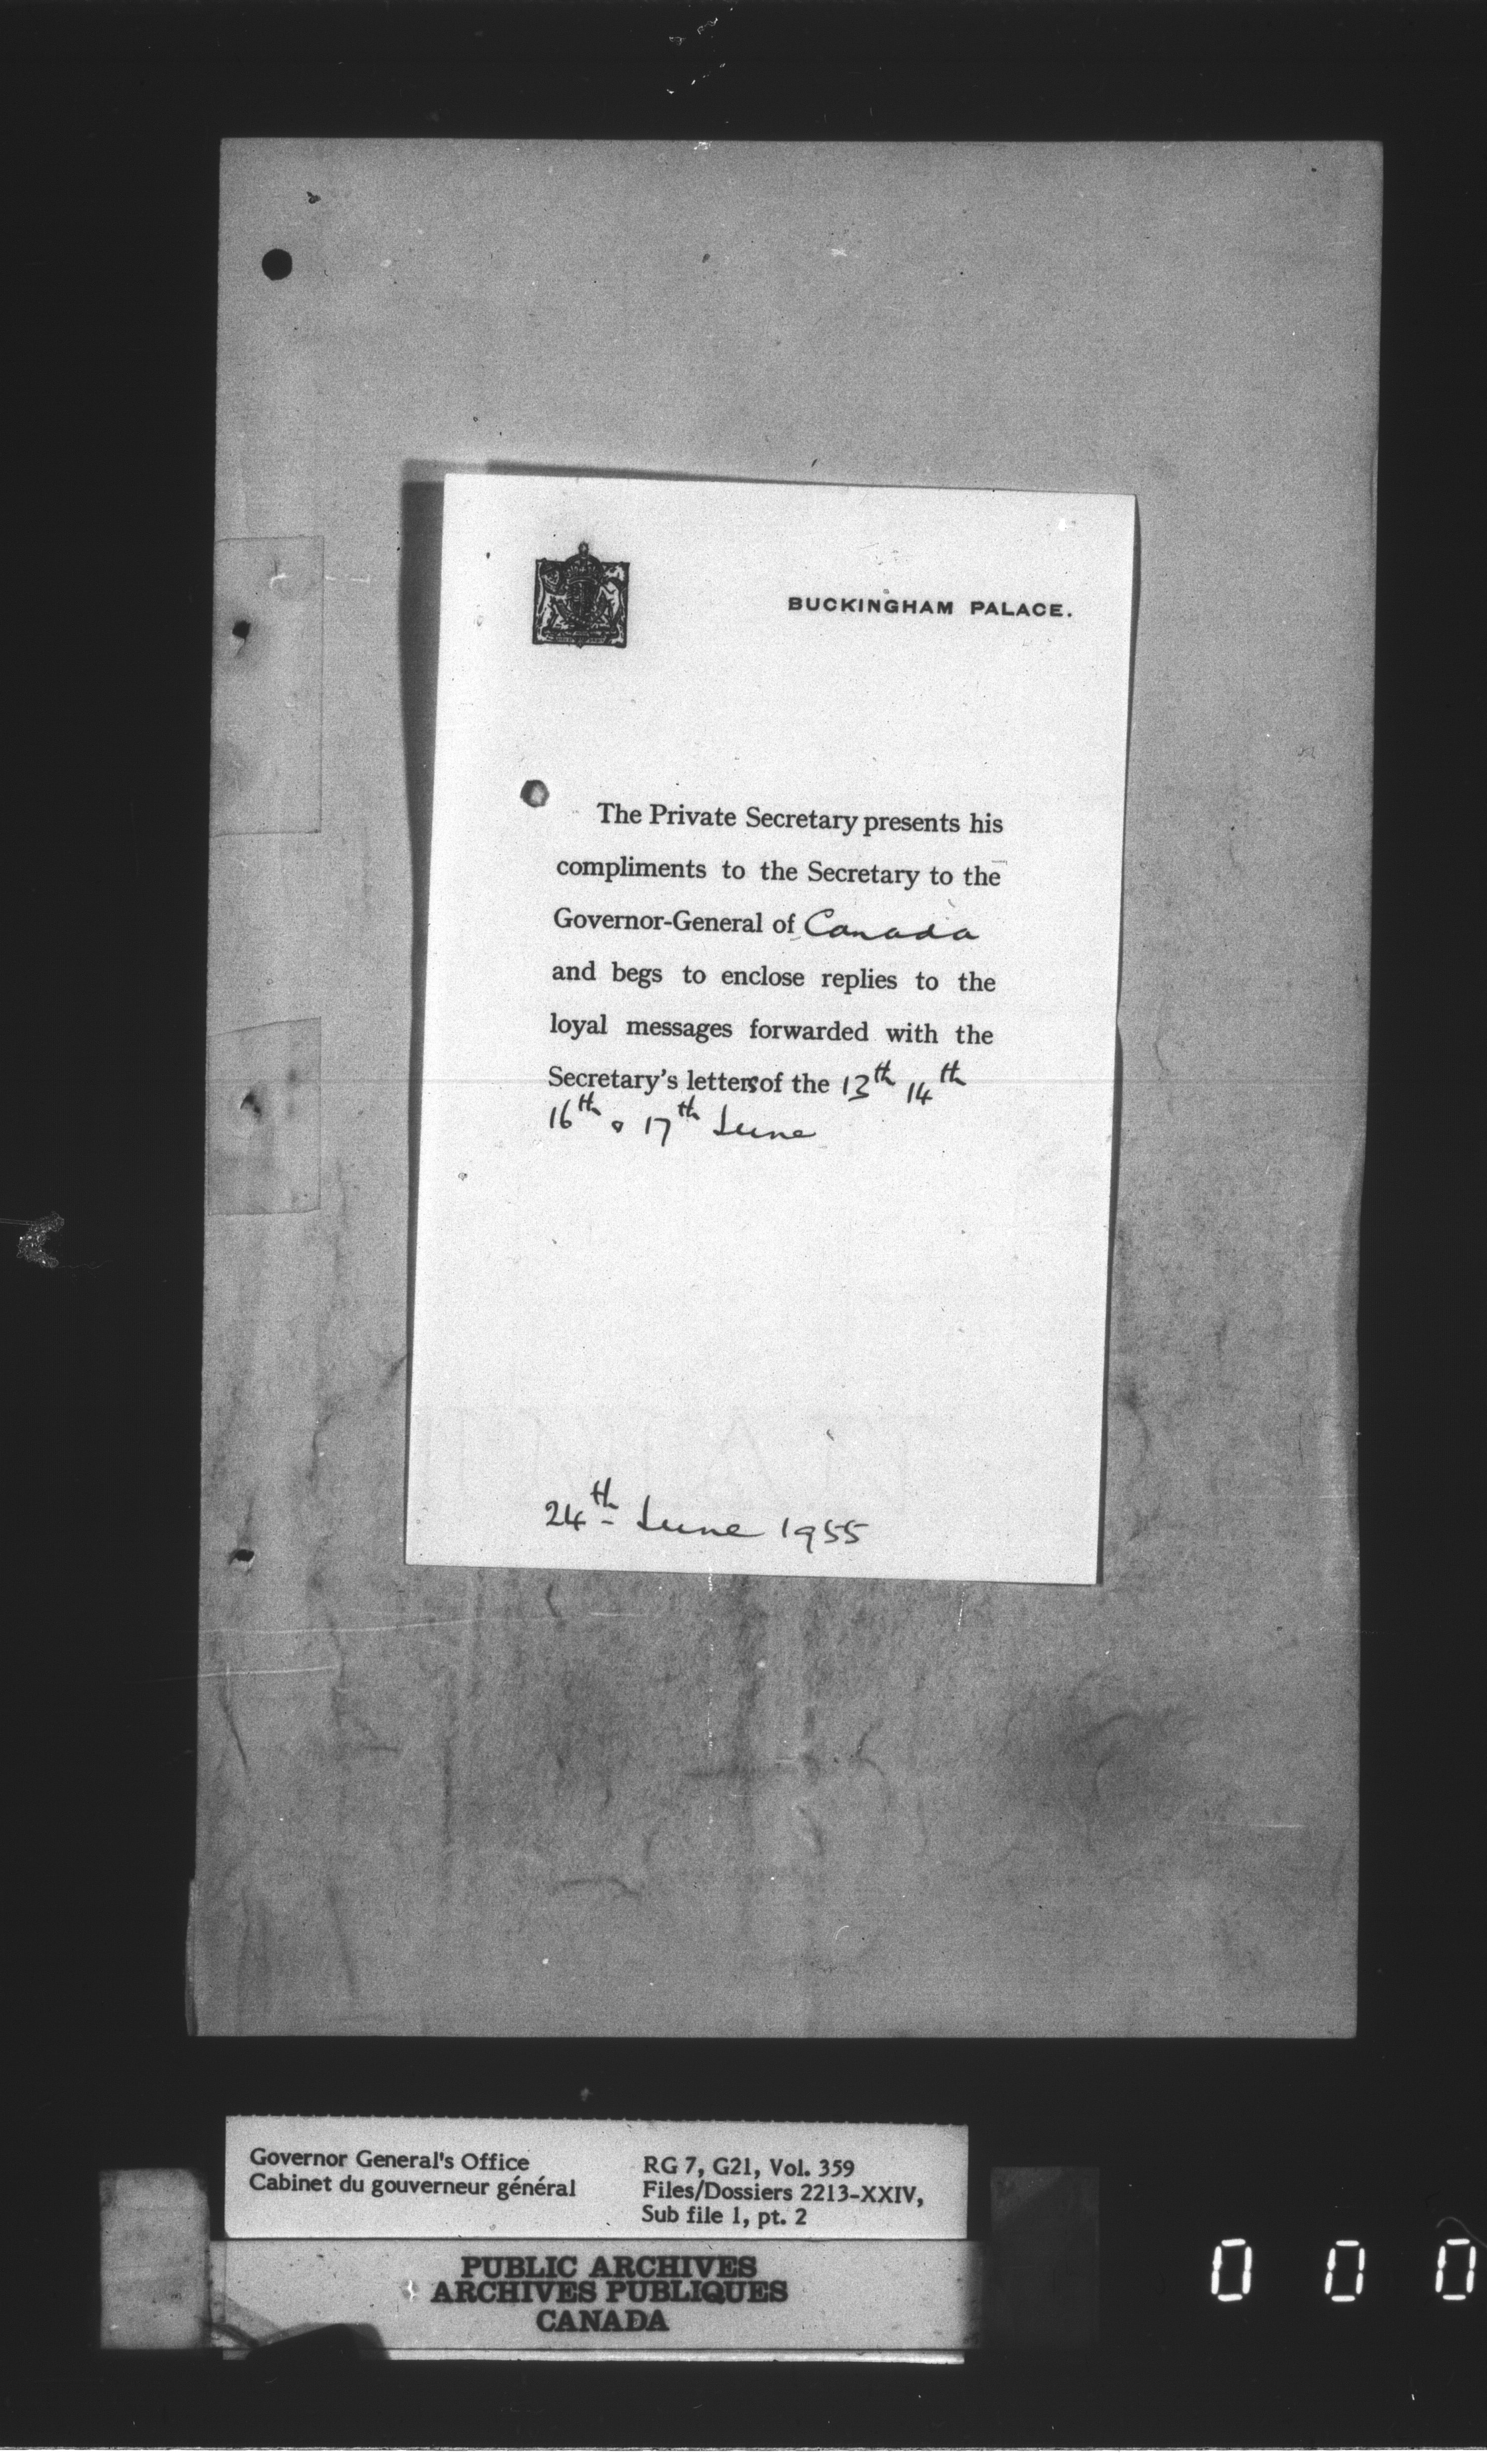 BUCKINGHAM PALACE.
The Private Secretary presents his
compliments to the Secretary to the
Governor-General of Canada
and begs to enclose replies to the
loyal messages forwarded with the
Secretary's letters of the 13th 14th
16th & 17th June
24th June 1955
Governor General's Office
Cabinet du gouverneur général
RG 7, G21, Vol. 359
Files/Dossiers 2213-XXIV,
Sub file 1, pt. 2
PUBLIC ARCHIVES
ARCHIVES PUBLIQUES
CANADA
0 0 0